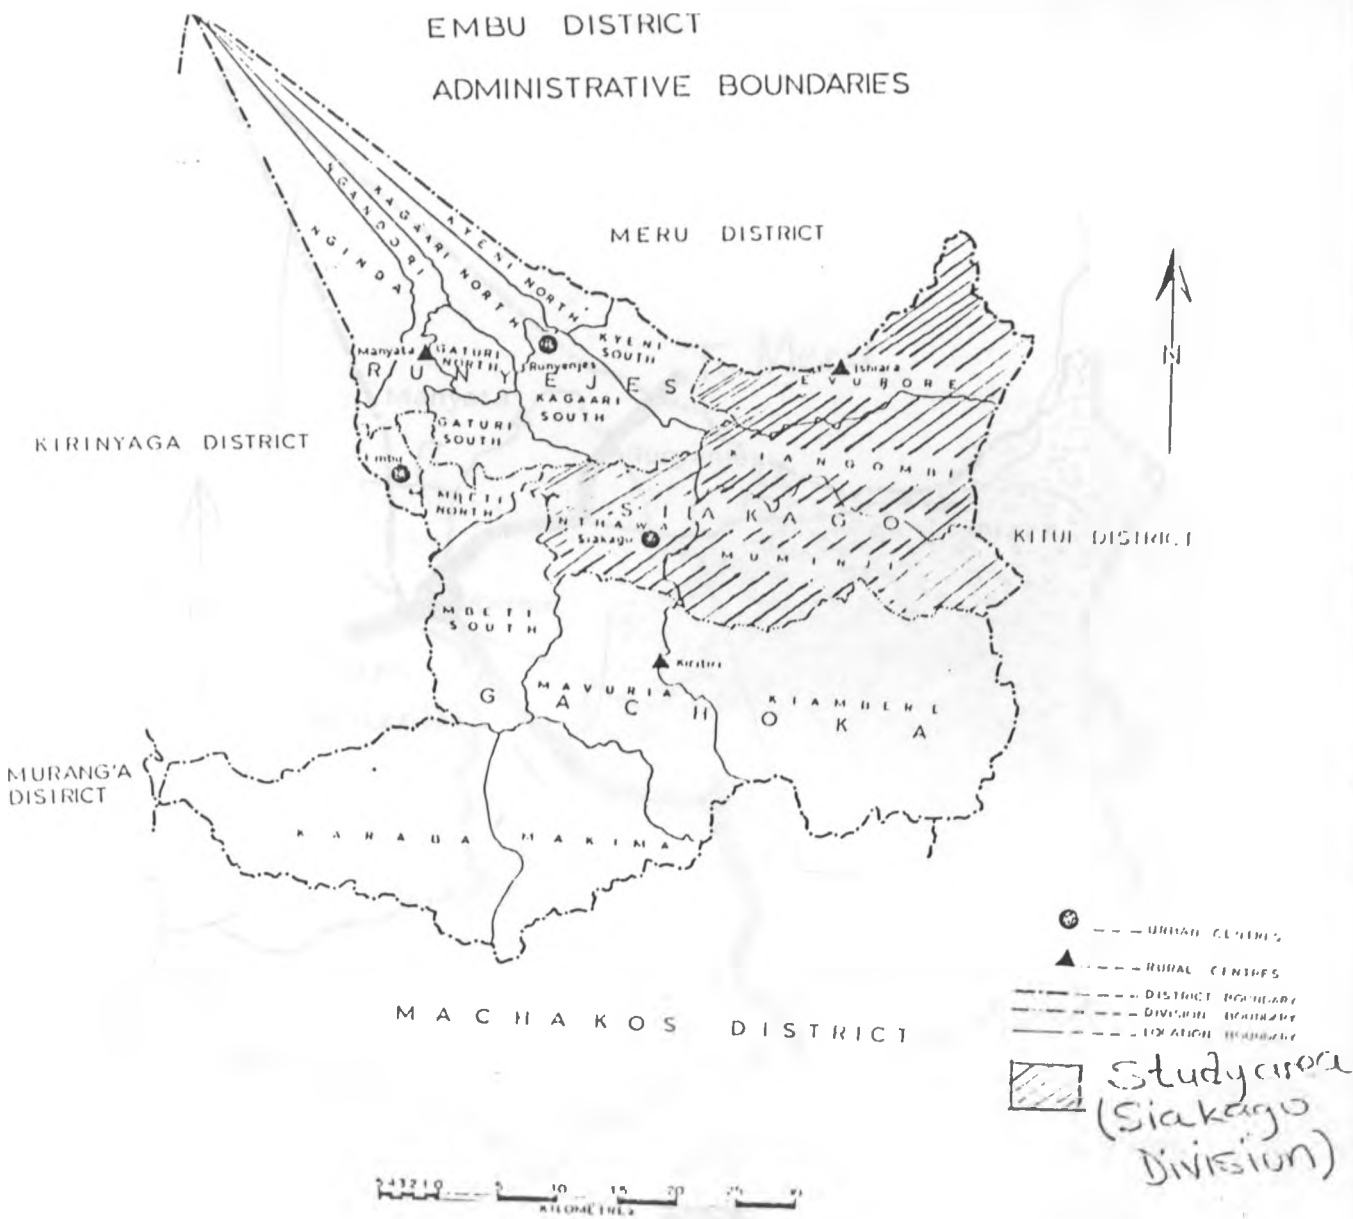 EMBU DISTRICT
ADMINISTRATIVE BOUNDARIES
MERU DISTRICT
NGINDA
NGANDORI
KAGAARI NORTH
KYENI NORTH
KYENI
SOUTH
Manyata
GATURI
NORTH
Runyenjes
RUNYEJES
KAGAARI
SOUTH
GATURI
SOUTH
Ishiara
EVURORE
KIRINYAGA DISTRICT
Embu
MBETI
NORTH
SIAKAGO
NTHAWA
Siakago
MUMINJI
N
KITUI DISTRICT
MBETI
SOUTH
Kiritiri
MAVURIA
KIAMBERE
GACHOKA
MURANG'A
DISTRICT
KARABA
MAKIMA
MACHAKOS DISTRICT
URBAN CENTRES
RURAL CENTRES
DISTRICT BOUNDARY
DIVISION BOUNDARY
LOCATION BOUNDARY
Study area
(Siakago
Division)
5 4 3 2 1 0 5 10 15 20 25 30
KILOMETRES